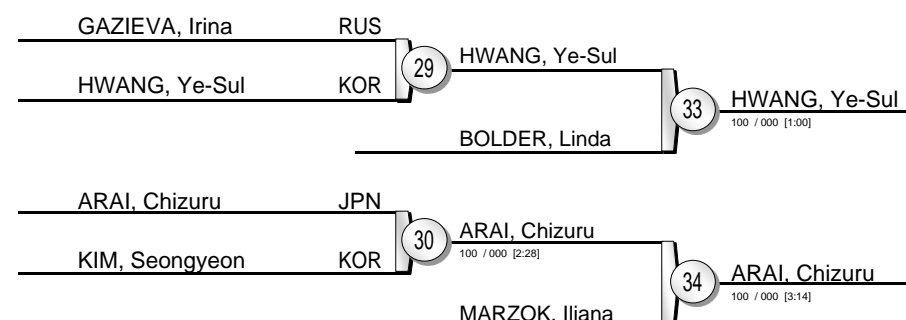 GAZIEVA, Irina RUS
29
HWANG, Ye-Sul
HWANG, Ye-Sul KOR
33
HWANG, Ye-Sul
100 / 000 [1:00]
BOLDER, Linda
ARAI, Chizuru JPN
30
ARAI, Chizuru
100 / 000 [2:28]
KIM, Seongyeon KOR
34
ARAI, Chizuru
100 / 000 [3:14]
MARZOK, Iljana